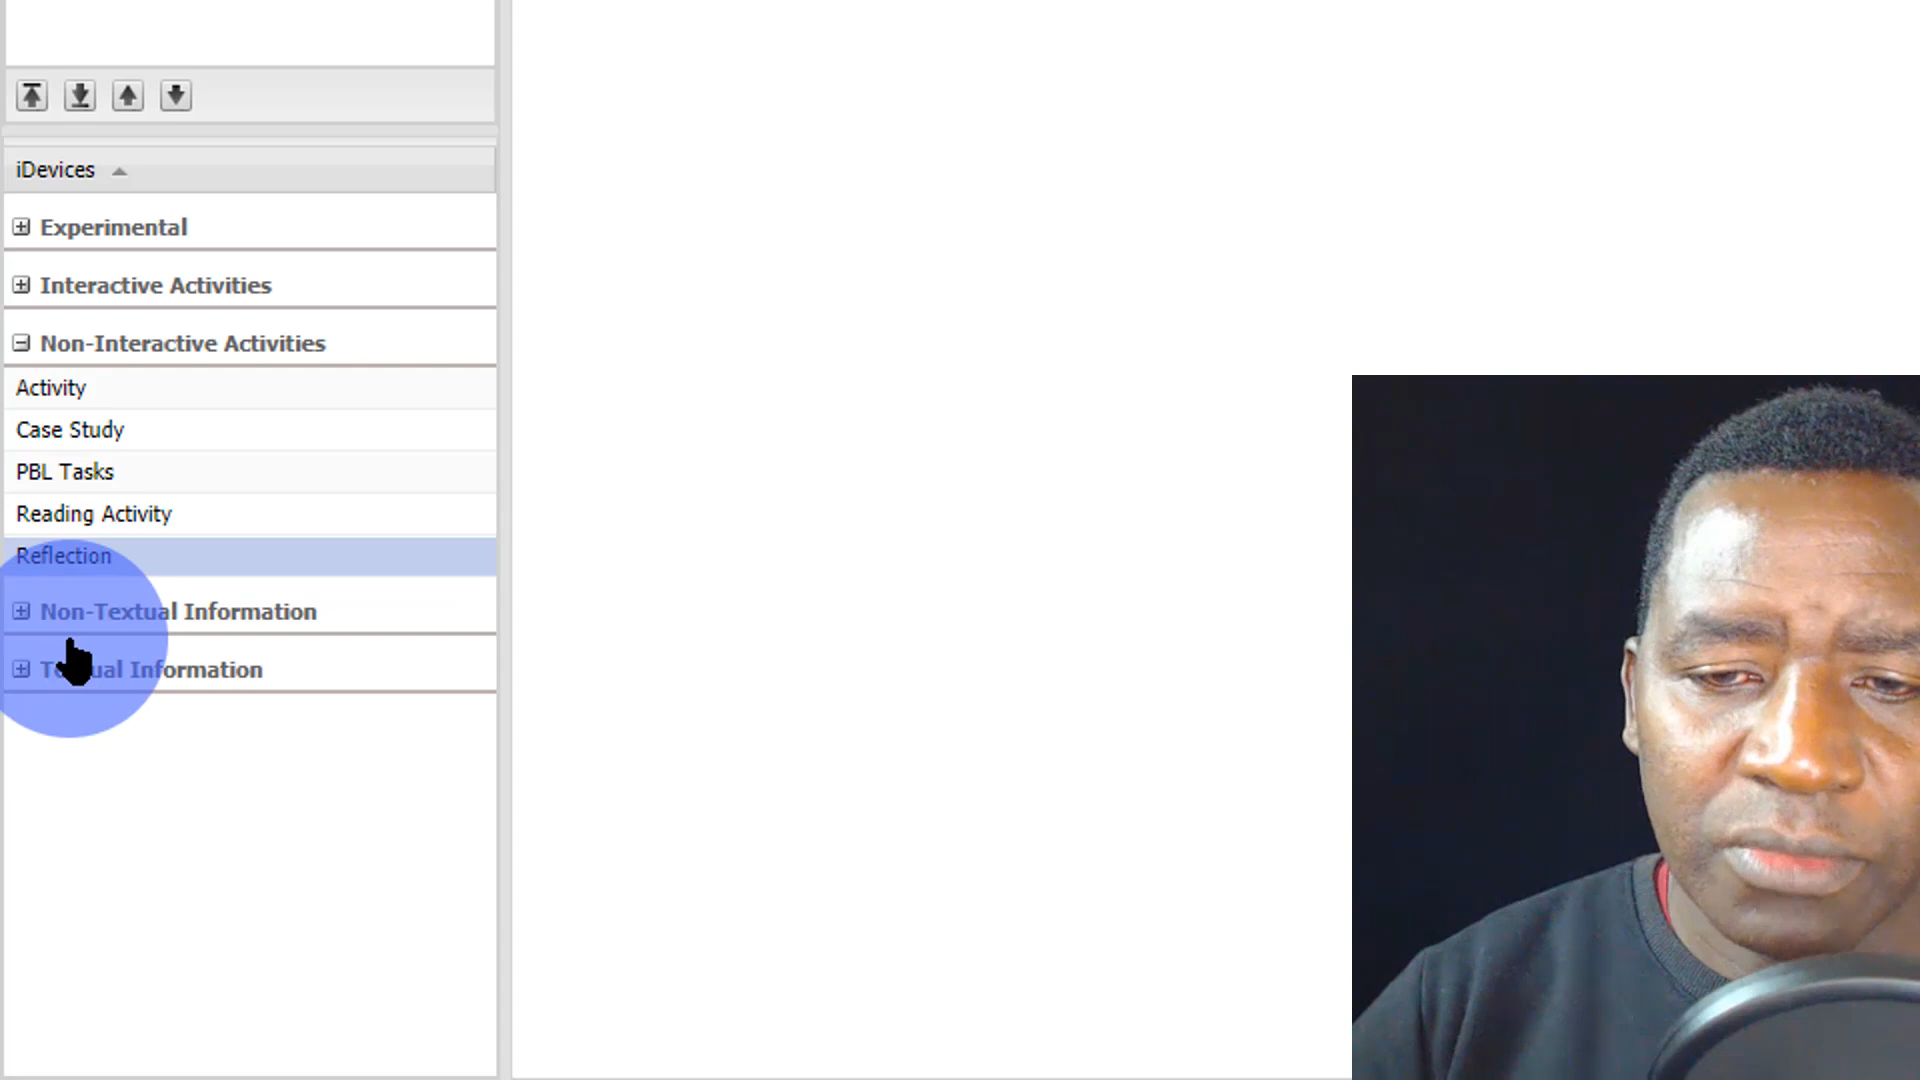 iDevices
Experimental
Interactive Activities
Non-Interactive Activities
Activity
Case Study
PBL Tasks
Reading Activity
Reflection
Non-Textual Information
Textual Information